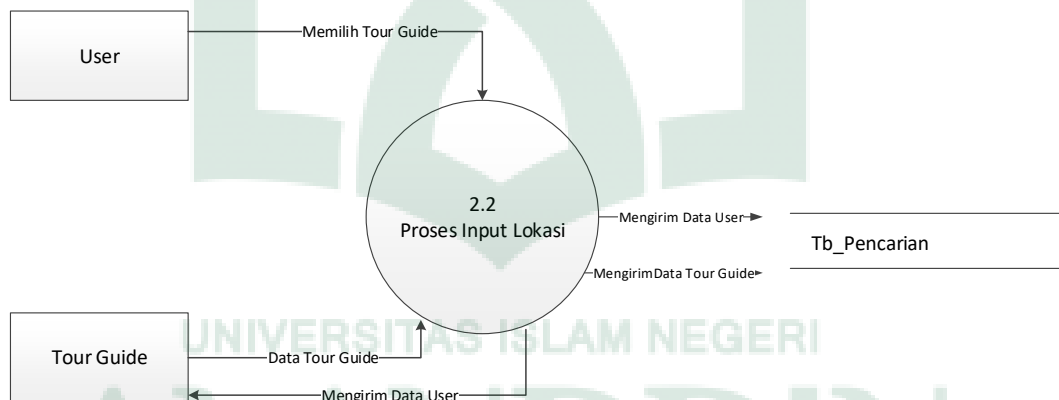 User
Memilih Tour Guide
2.2
Proses Input Lokasi
Mengirim Data User
Tb_Pencarian
MengirimData Tour Guide
UNIVERSITAS ISLAM NEGERI
Tour Guide
Data Tour Guide
Mengirim Data User